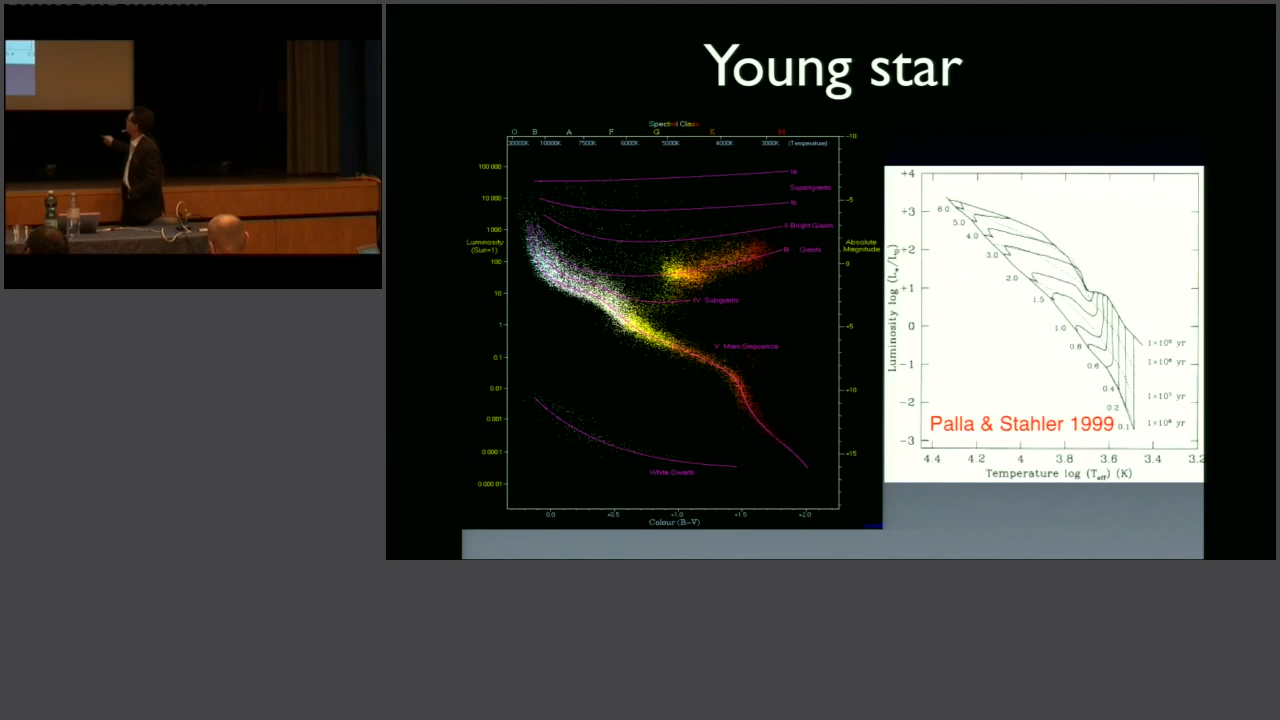 Young star
Spectral Class
O B A F G K M
30000K 10000K 7500K 6000K 5000K 4000K 3000K (Temperature)
-10
100 000
10 000
1000
100
10
1
0.1
0.01
0.001
0.0001
0.000 01
Luminosity
(Sun=1)
Ia
Supergiants
Ib
II Bright Giants
III Giants
IV Subgiants
V Main Sequence
White Dwarfs
-5
Absolute
Magnitude
0
+5
+10
+15
0.0 +0.5 +1.0 +1.5 +2.0
Colour (B-V)
+4
+3
+2
+1
0
-1
-2
-3
Luminosity log (L*/L
6.0
5.0
4.0
3.0
2.0
1.5
1.0
0.8
0.6
0.4
0.2
0.1
1×10⁶ yr
1×10⁷ yr
1×10⁸ yr
Palla & Stahler 1999
4.4 4.2 4 3.8 3.6 3.4 3.2
Temperature log (Teff) (K)